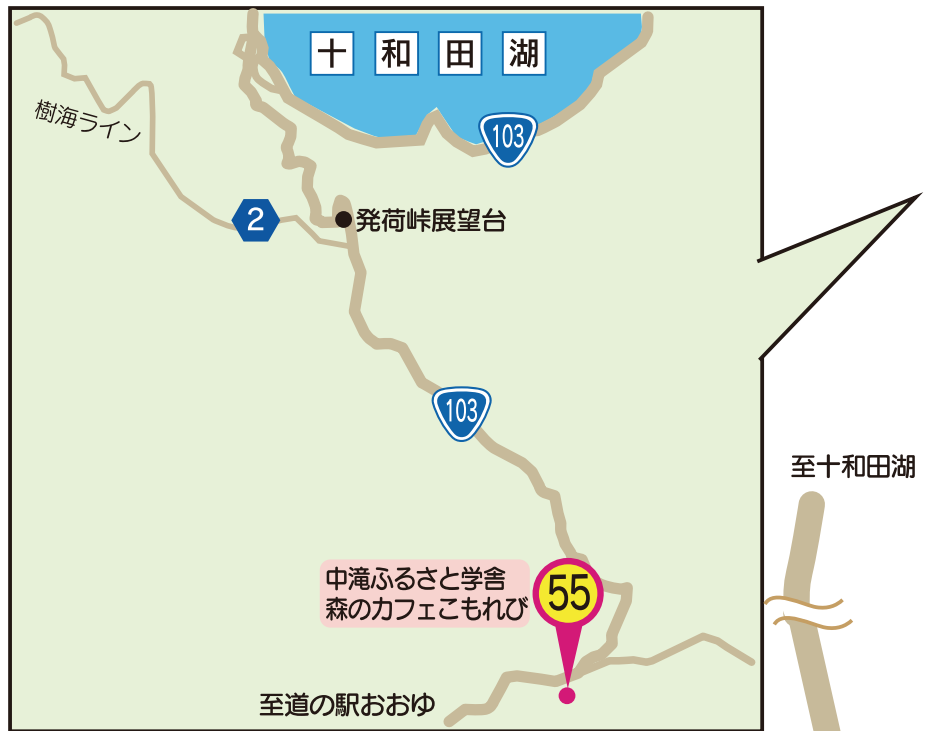 十和田湖
樹海ライン
103
2
発荷峠展望台
103
至十和田湖
中滝ふるさと学舎
森のカフェこもれび
55
至道の駅おおゆ